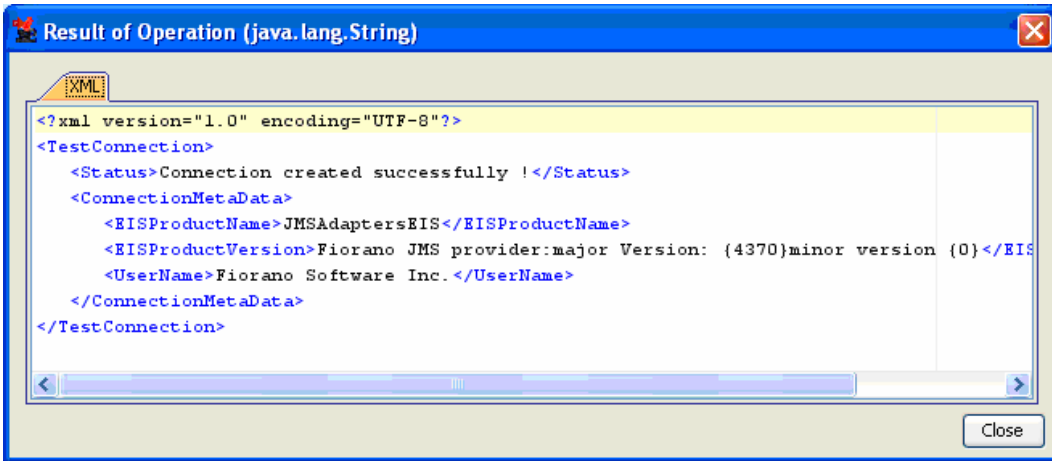 Result of Operation (java.lang.String)
XML
<?xml version="1.0" encoding="UTF-8"?>
<TestConnection>
<Status>Connection created successfully !</Status>
<ConnectionMetaData>
<EISProductName>JMSAdaptersEIS</EISProductName>
<EISProductVersion>Fiorano JMS provider:major Version: {4370}minor version {0}</EIS
<UserName>Fiorano Software Inc.</UserName>
</ConnectionMetaData>
</TestConnection>
Close